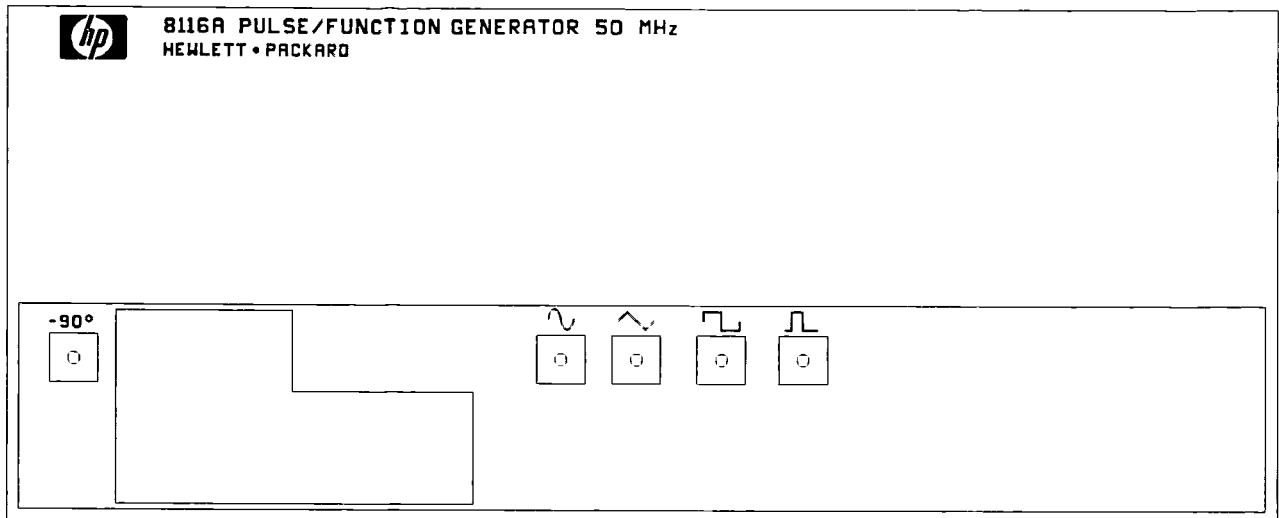 hp
8116A PULSE/FUNCTION GENERATOR 50 MHz
HEWLETT • PACKARD
-90°